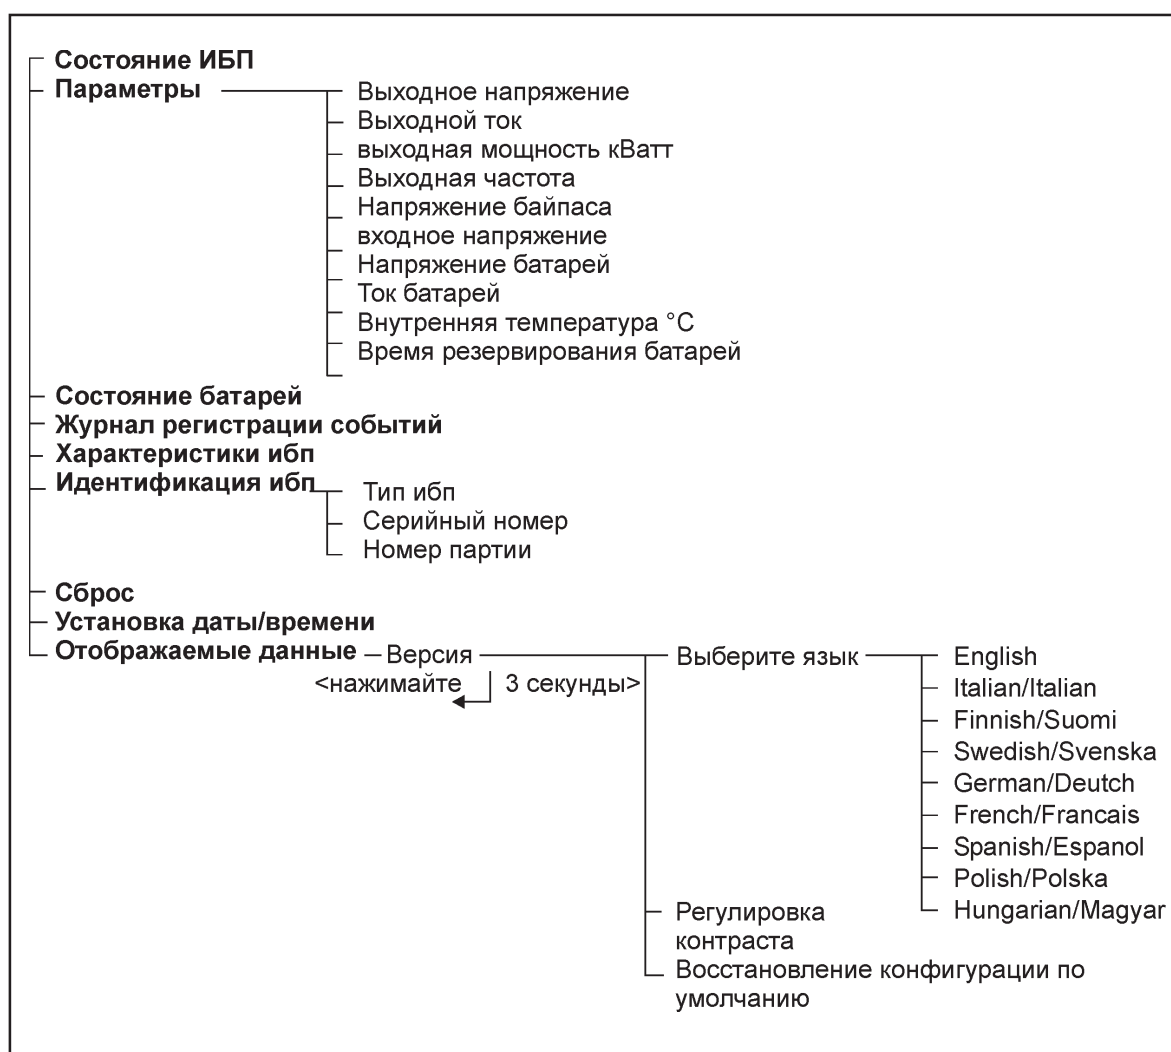 Состояние ИБП
Параметры
Выходное напряжение
Выходной ток
выходная мощность кВатт
Выходная частота
Напряжение байпаса
входное напряжение
Напряжение батарей
Ток батарей
Внутренняя температура °C
Время резервирования батарей
Состояние батарей
Журнал регистрации событий
Характеристики ибп
Идентификация ибп
Тип ибп
Серийный номер
Номер партии
Сброс
Установка даты/времени
Отображаемые данные
Версия
<нажимайте 3 секунды>
Выберите язык
English
Italian/Italian
Finnish/Suomi
Swedish/Svenska
German/Deutch
French/Francais
Spanish/Espanol
Polish/Polska
Hungarian/Magyar
Регулировка
контраста
Восстановление конфигурации по
умолчанию